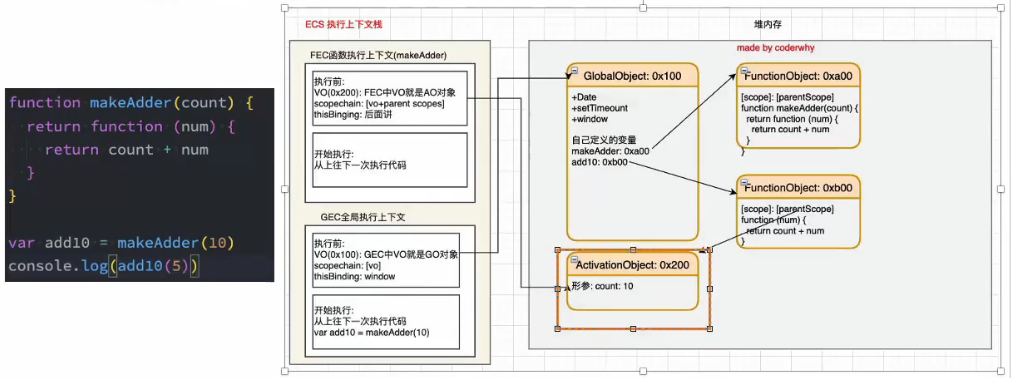 function makeAdder(count) {
return function (num) {
return count + num
}
}
var add10 = makeAdder(10)
console.log(add10(5))
ECS 执行上下文栈
FEC函数执行上下文(makeAdder)
执行前:
VO(0x200): FEC中VO就是AO对象
scopechain: [vo+parent scopes]
thisBinging: 后面讲
开始执行:
从上往下一次执行代码
GEC全局执行上下文
执行前:
VO(0x100): GEC中VO就是GO对象
scopechain: [vo]
thisBinding: window
开始执行:
从上往下一次执行代码
var add10 = makeAdder(10)
堆内存
made by coderwhy
GlobalObject: 0x100
+Date
+setTimeount
+window
自己定义的变量
makeAdder: 0xa00
add10: 0xb00
FunctionObject: 0xa00
[scope]: [parentScope]
function makeAdder(count) {
return function (num) {
return count + num
}
}
FunctionObject: 0xb00
[scope]: [parentScope]
function (num) {
return count + num
}
ActivationObject: 0x200
形参: count: 10